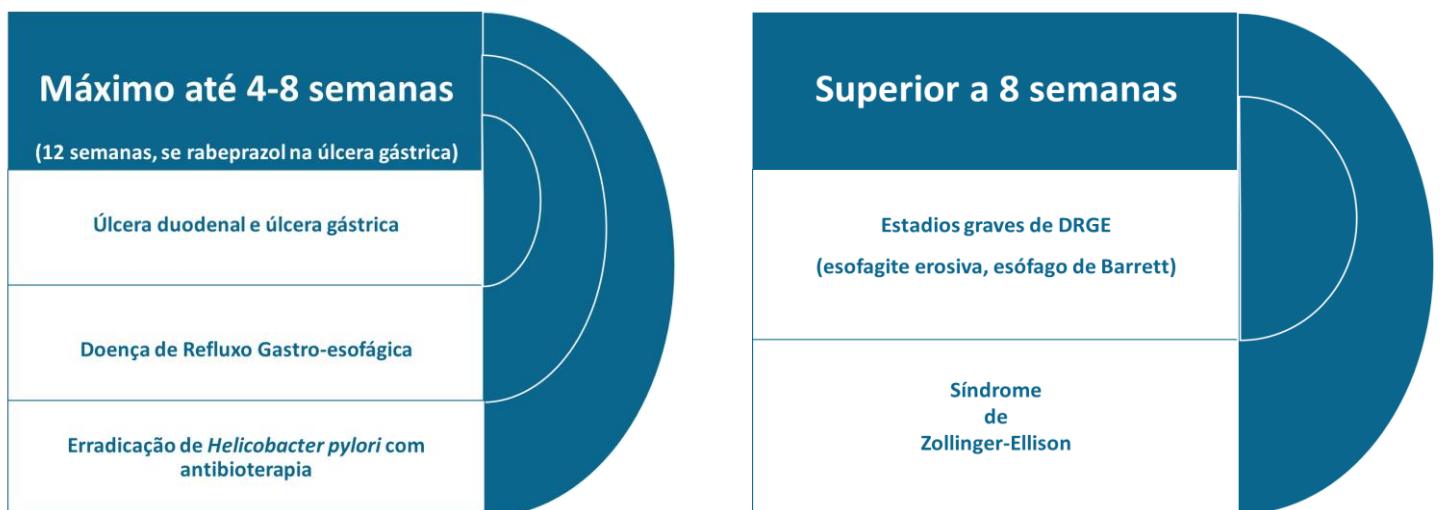 Máximo até 4-8 semanas
(12 semanas, se rabeprazol na úlcera gástrica)
Úlcera duodenal e úlcera gástrica
Doença de Refluxo Gastro-esofágica
Erradicação de Helicobacter pylori com
antibioterapia
Superior a 8 semanas
Estadios graves de DRGE
(esofagite erosiva, esófago de Barrett)
Síndrome
de
Zollinger-Ellison